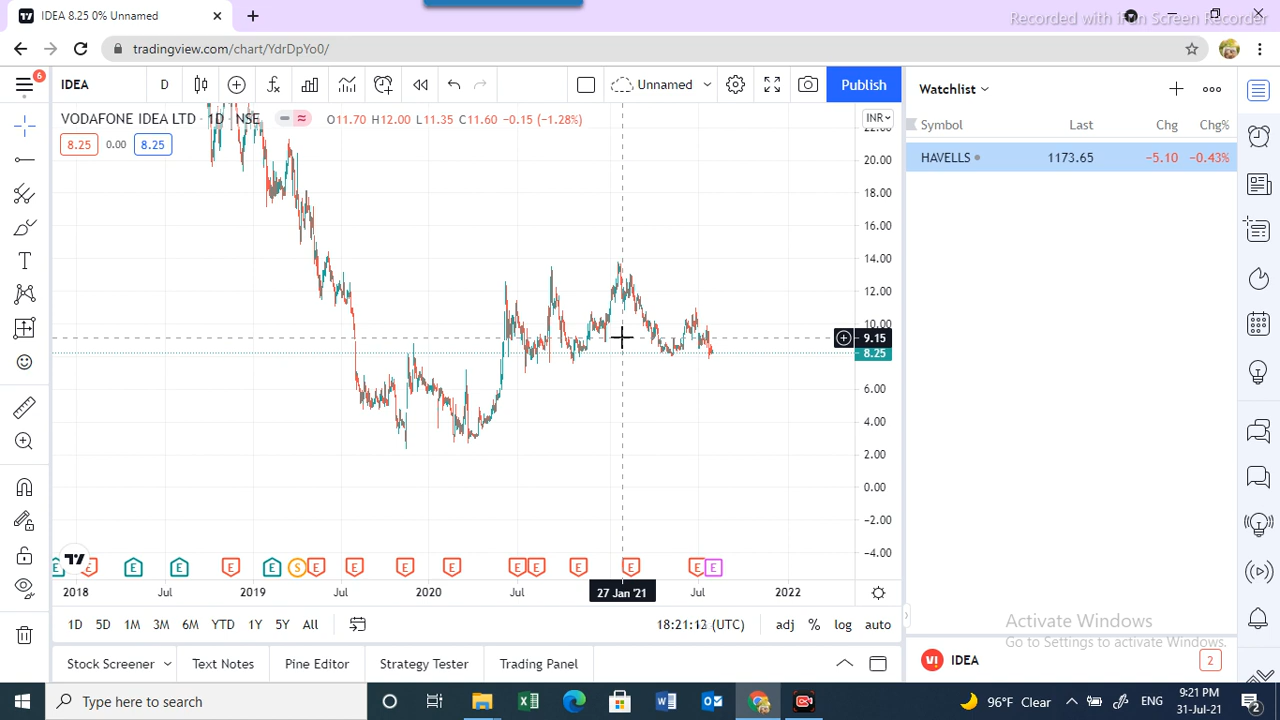 IDEA 8.25 0% Unnamed
Recorded with iFun Screen Recorder
tradingview.com/chart/YdrDpYo0/
6
IDEA D Unnamed Publish
VODAFONE IDEA LTD · 1D · NSE O11.70 H12.00 L11.35 C11.60 -0.15 (-1.28%)
8.25 0.00 8.25
INR
22.00
20.00
18.00
16.00
14.00
12.00
10.00
9.15
8.25
6.00
4.00
2.00
0.00
-2.00
-4.00
E E E E E E S E E E E E E E E E E
2018 Jul 2019 Jul 2020 Jul 27 Jan '21 Jul 2022
1D 5D 1M 3M 6M YTD 1Y 5Y All 18:21:12 (UTC) adj % log auto
Stock Screener Text Notes Pine Editor Strategy Tester Trading Panel
Watchlist
Symbol Last Chg Chg%
HAVELLS 1173.65 -5.10 -0.43%
Activate Windows
Go to Settings to activate Windows.
IDEA 2
Type here to search
96°F Clear ENG 9:21 PM
31-Jul-21 2